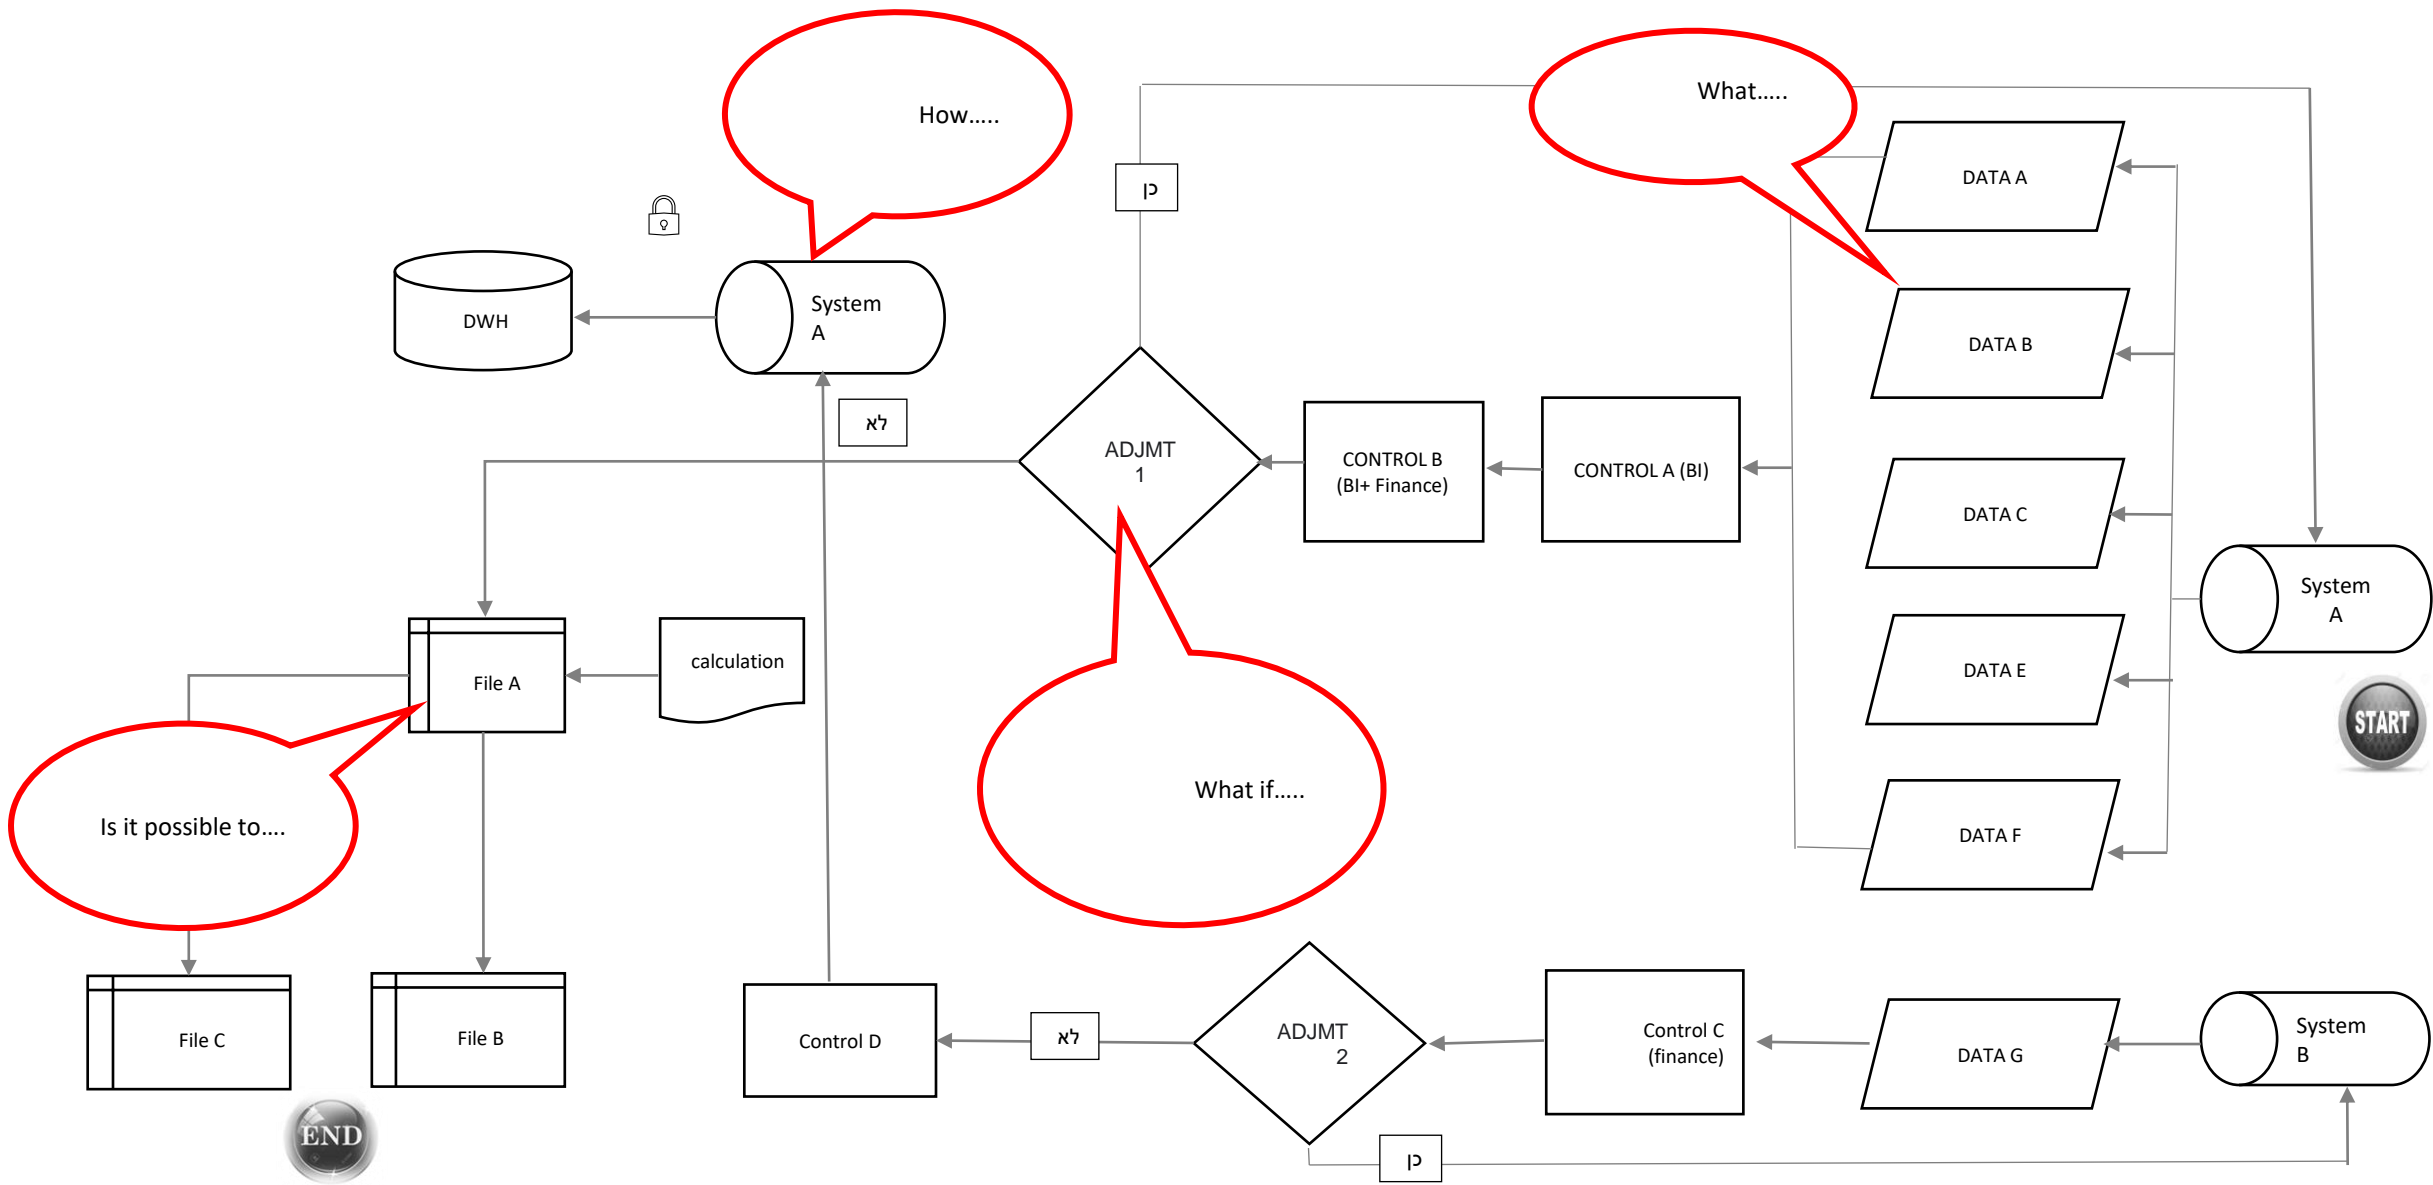 How.....
What.....
כן
DATA A
System
A
DWH
DATA B
לא
ADJMT
1
CONTROL B
(BI+ Finance)
CONTROL A (BI)
DATA C
System
A
calculation
File A
DATA E
START
What if.....
Is it possible to....
DATA F
File C
File B
Control D
לא
ADJMT
2
Control C
(finance)
DATA G
System
B
END
כן